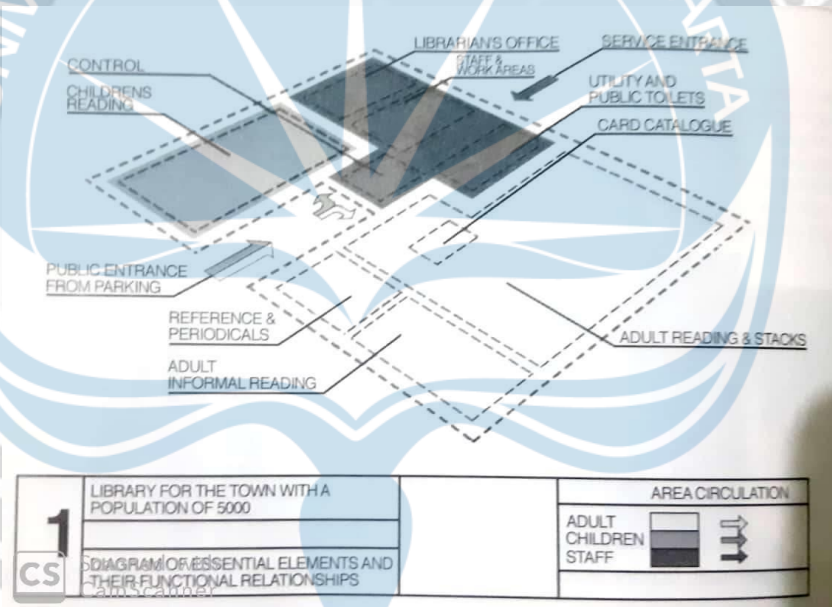 LIBRARIAN'S OFFICE
SERVICE ENTRANCE
CONTROL
STAFF &
WORK AREAS
UTILITY AND
PUBLIC TOILETS
CHILDRENS
READING
CARD CATALOGUE
PUBLIC ENTRANCE
FROM PARKING
REFERENCE &
PERIODICALS
ADULT READING & STACKS
ADULT
INFORMAL READING
1
LIBRARY FOR THE TOWN WITH A
POPULATION OF 5000
DIAGRAM OF ESSENTIAL ELEMENTS AND
THEIR FUNCTIONAL RELATIONSHIPS
AREA CIRCULATION
ADULT
CHILDREN
STAFF
CS
CamScanner